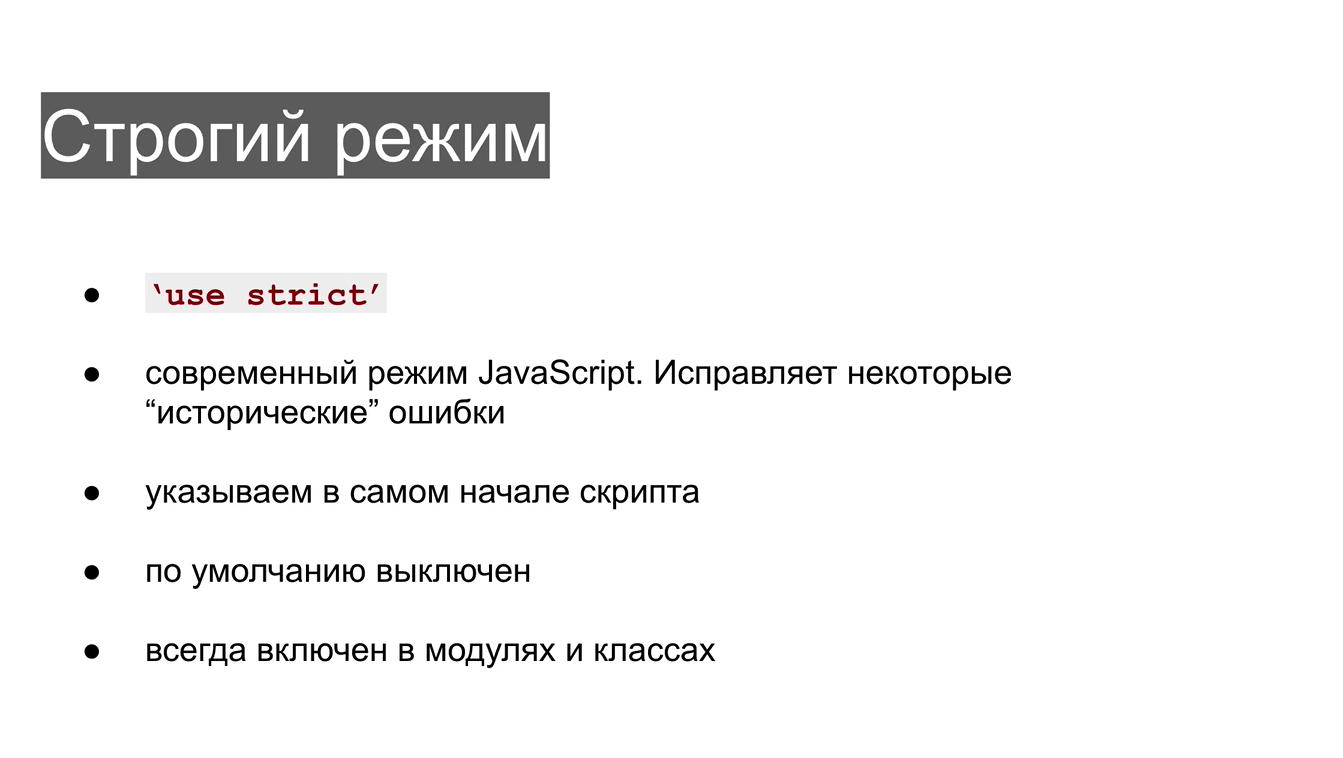 Строгий режим
● ‘use strict’
● современный режим JavaScript. Исправляет некоторые
“исторические” ошибки
● указываем в самом начале скрипта
● по умолчанию выключен
● всегда включен в модулях и классах